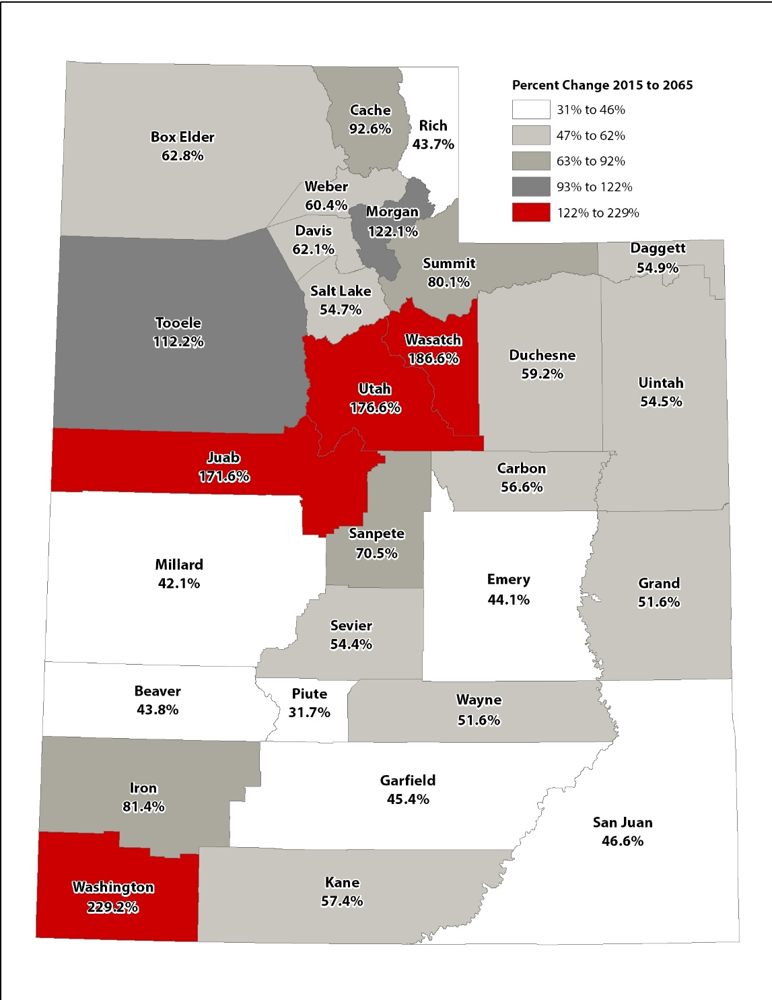 Percent Change 2015 to 2065
31% to 46%
47% to 62%
63% to 92%
93% to 122%
122% to 229%
Cache
92.6%
Rich
43.7%
Box Elder
62.8%
Weber
60.4%
Morgan
122.1%
Davis
62.1%
Daggett
54.9%
Summit
80.1%
Salt Lake
54.7%
Tooele
112.2%
Wasatch
186.6%
Duchesne
59.2%
Uintah
54.5%
Utah
176.6%
Juab
171.6%
Carbon
56.6%
Sanpete
70.5%
Millard
42.1%
Emery
44.1%
Grand
51.6%
Sevier
54.4%
Beaver
43.8%
Piute
31.7%
Wayne
51.6%
Iron
81.4%
Garfield
45.4%
San Juan
46.6%
Washington
229.2%
Kane
57.4%